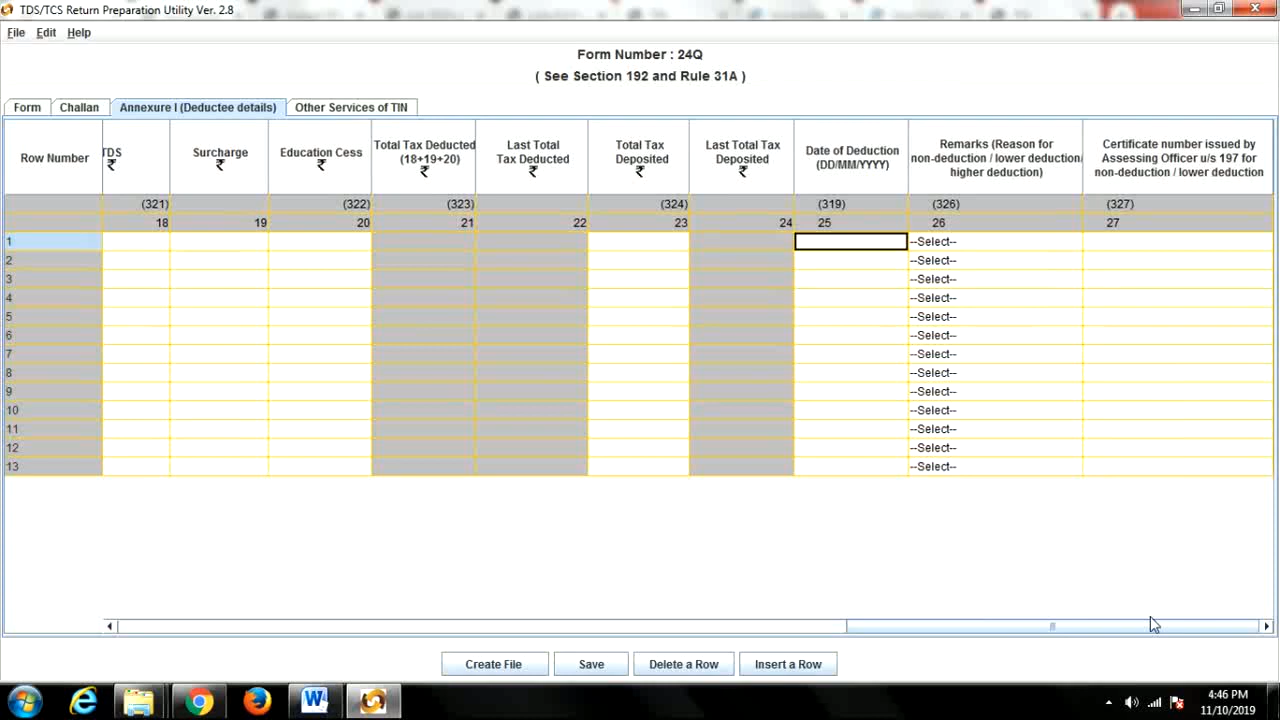 TDS/TCS Return Preparation Utility Ver. 2.8
File Edit Help
Form Number : 24Q
( See Section 192 and Rule 31A )
Form Challan Annexure I (Deductee details) Other Services of TIN
Row Number
TDS
₹
Surcharge
₹
Education Cess
₹
Total Tax Deducted
(18+19+20)
₹
Last Total
Tax Deducted
₹
Total Tax
Deposited
₹
Last Total Tax
Deposited
₹
Date of Deduction
(DD/MM/YYYY)
Remarks (Reason for
non-deduction / lower deduction/
higher deduction)
Certificate number issued by
Assessing Officer u/s 197 for
non-deduction / lower deduction
(321) (322) (323) (324) (319) (326) (327)
18 19 20 21 22 23 24 25 26 27
1 --Select--
2 --Select--
3 --Select--
4 --Select--
5 --Select--
6 --Select--
7 --Select--
8 --Select--
9 --Select--
10 --Select--
11 --Select--
12 --Select--
13 --Select--
Create File Save Delete a Row Insert a Row
4:46 PM
11/10/2019